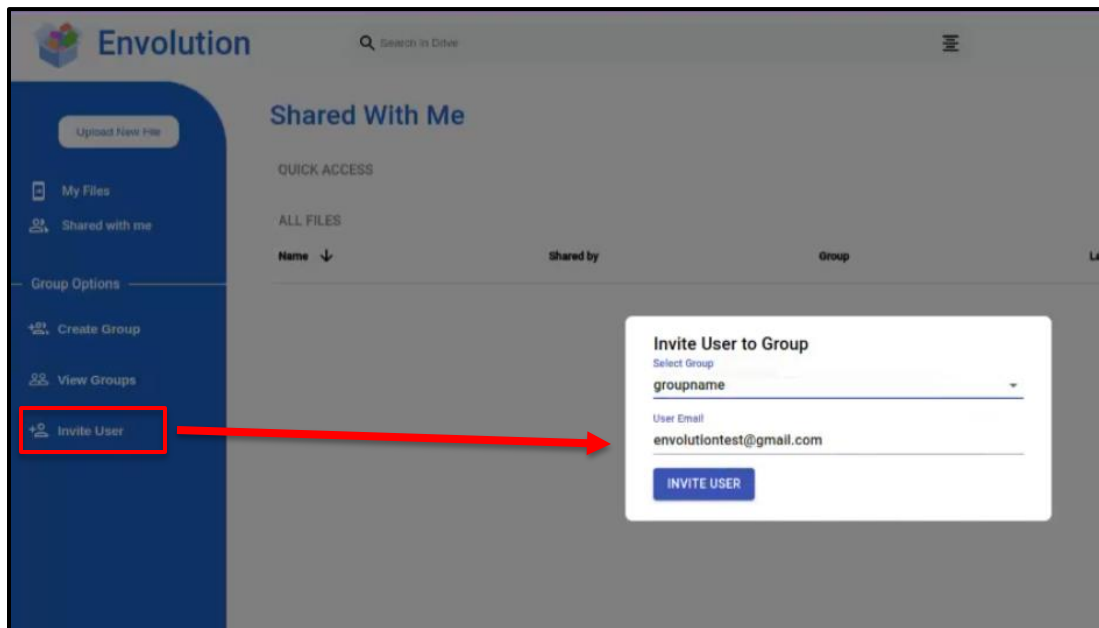 Envolution
Search in Drive
Upload New File
My Files
Shared with me
Group Options
Create Group
View Groups
Invite User
Shared With Me
QUICK ACCESS
ALL FILES
Name Shared by Group
Invite User to Group
Select Group
groupname
User Email
envolutiontest@gmail.com
INVITE USER